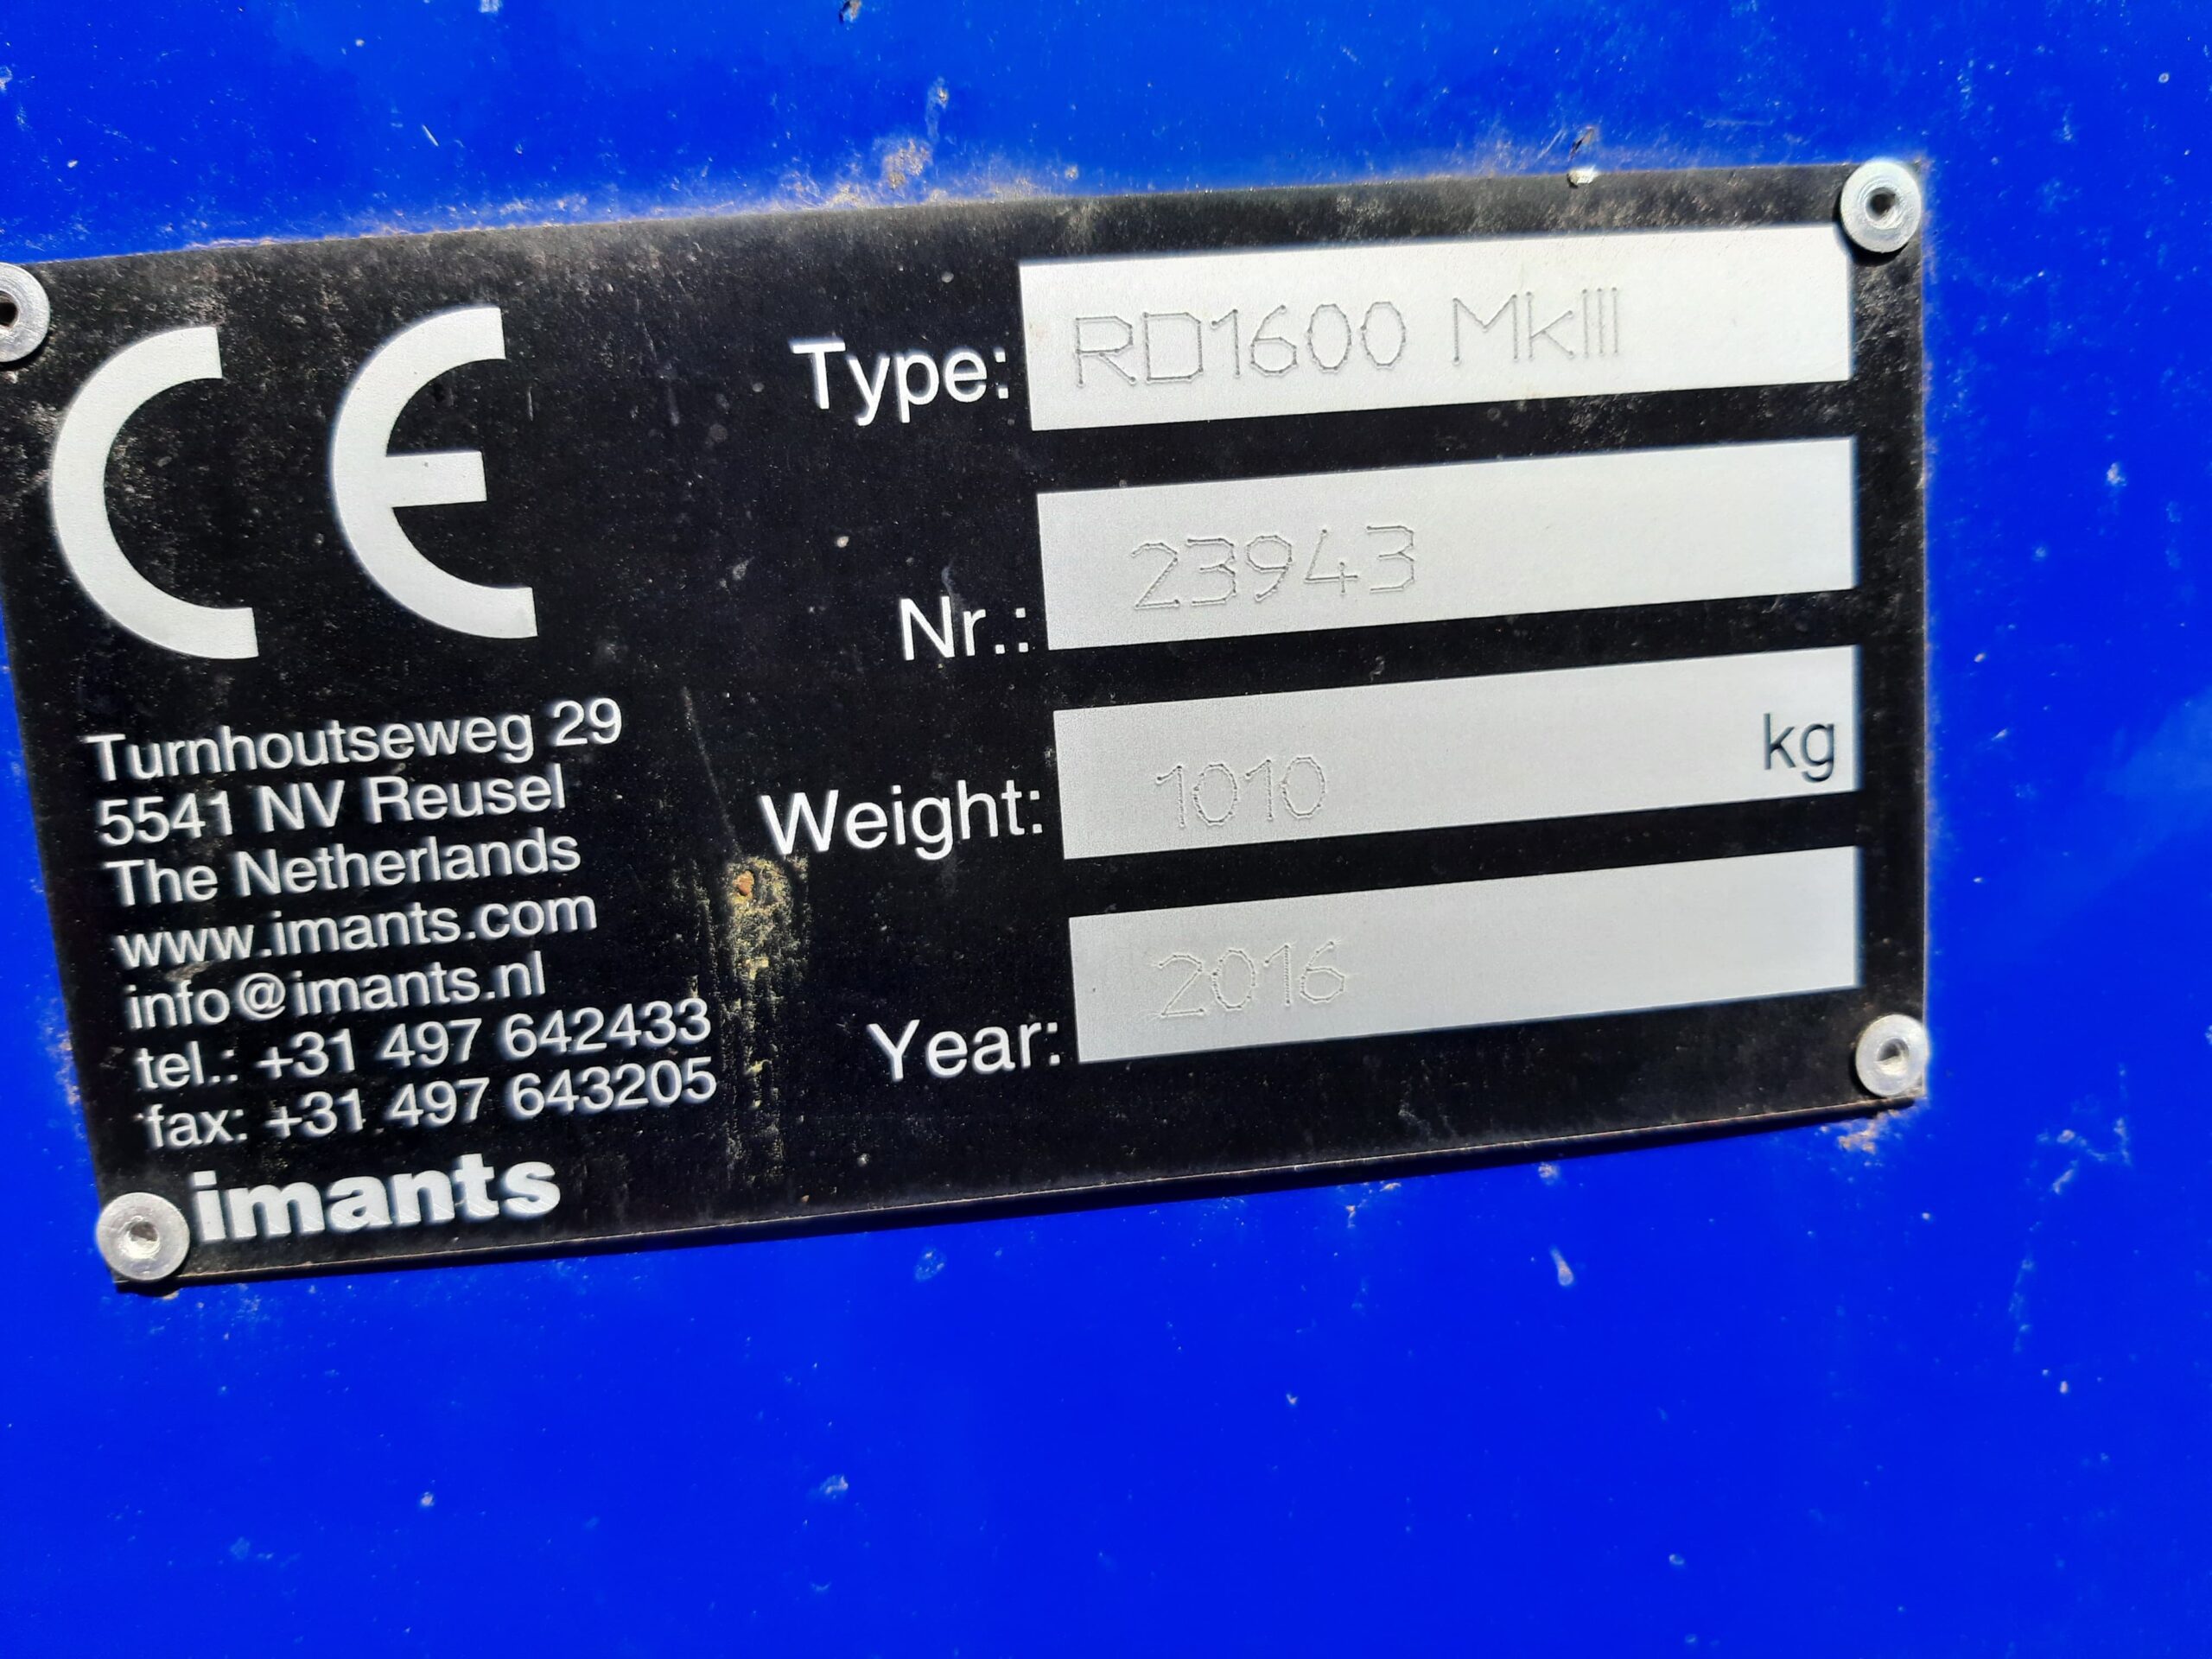 CE
Type: RD1600 MkIII
Nr.: 23943
Weight: 1010 kg
Year: 2016
Turnhoutseweg 29
5541 NV Reusel
The Netherlands
www.imants.com
info@imants.nl
tel.: +31 497 642433
fax: +31 497 643205
imants